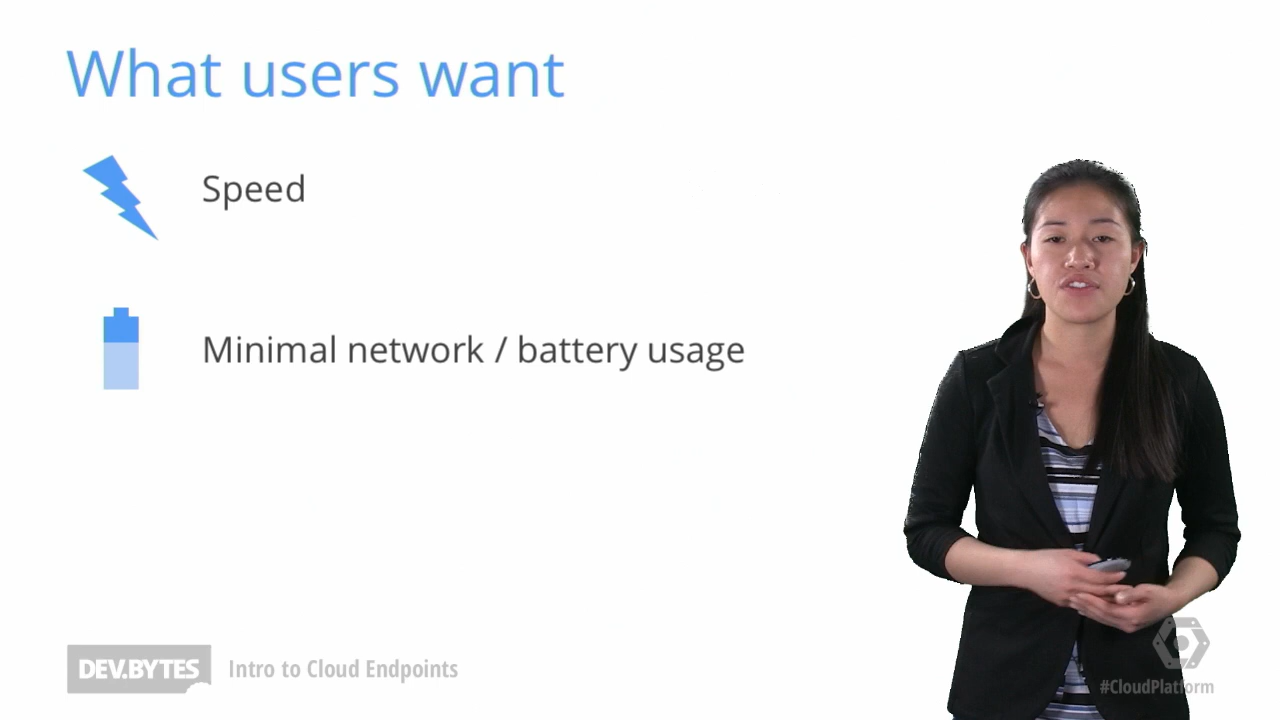 What users want
Speed
Minimal network / battery usage
DEV.BYTES
Intro to Cloud Endpoints
#CloudPlatform